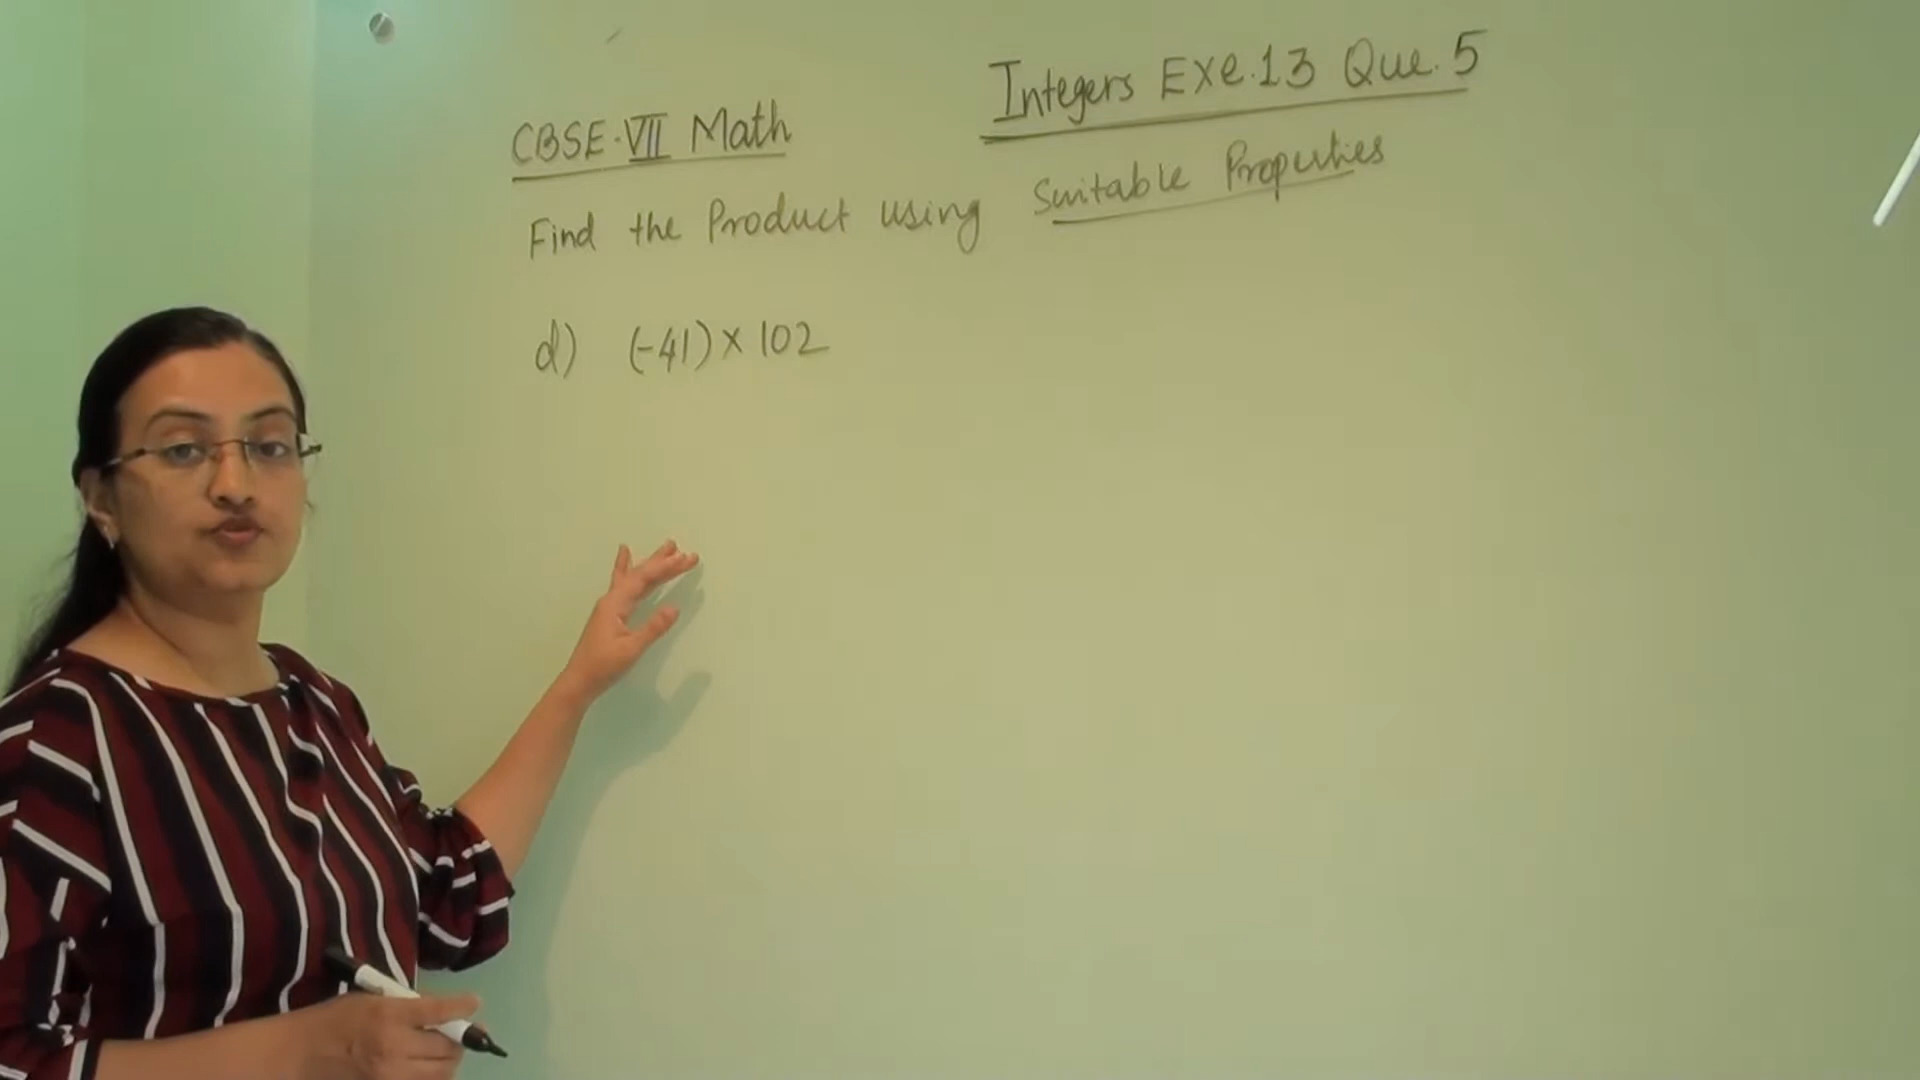 CBSE.VII Math
Integers Exe.13 Que.5
Find the Product using Suitable Properties
d) (-41) × 102